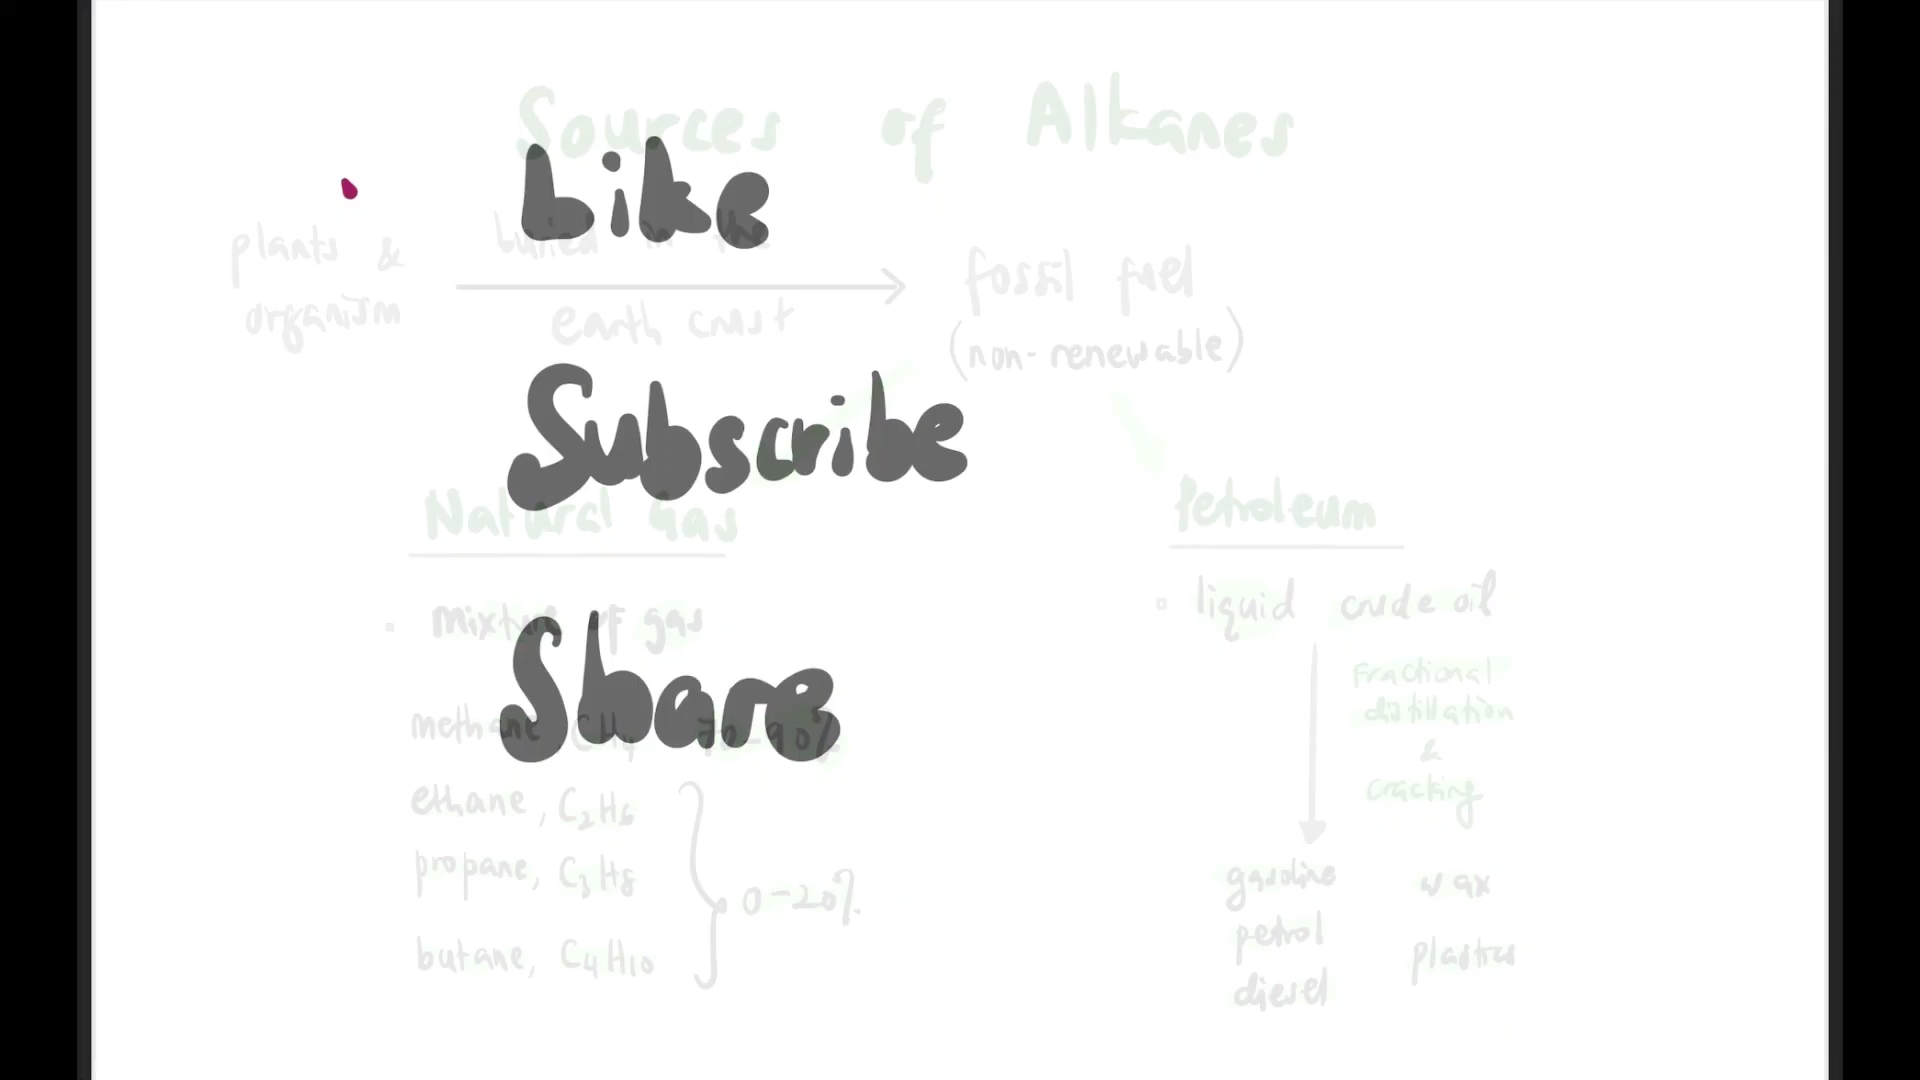 Sources of Alkanes
Like
plants &
organism
buried in the
earth crust
fossil fuel
(non-renewable)
Subscribe
Natural Gas
mixture of gas
Share
methane CH4 70-90%
ethane, C2H6
propane, C3H8
butane, C4H10
0-20%
Petroleum
liquid crude oil
Fractional
distillation
&
cracking
gasoline
petrol
diesel
wax
plastics